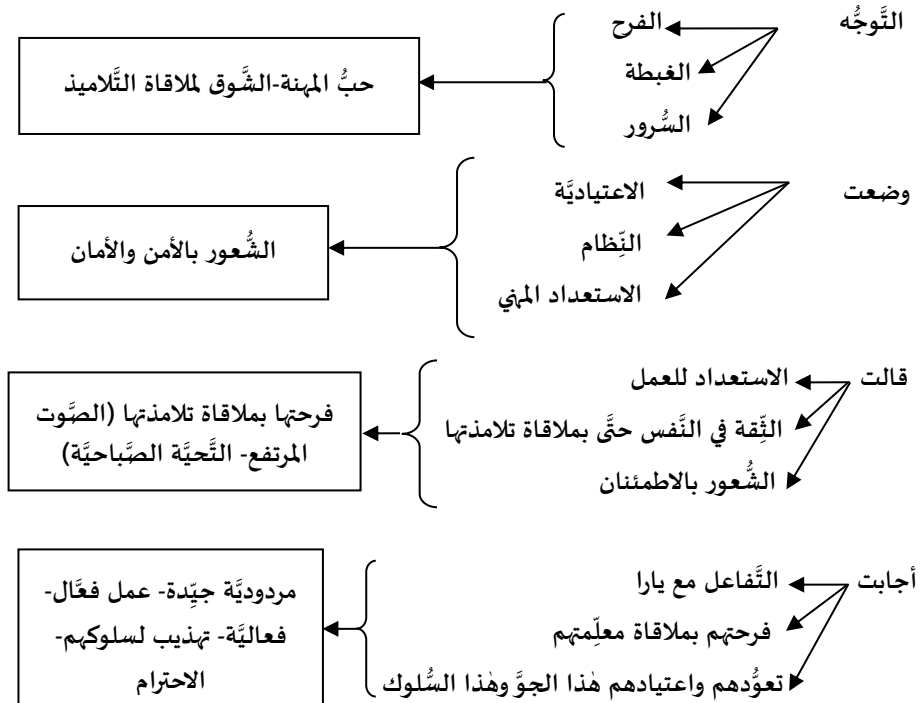 التَّوجُّه
الفرح
الغبطة
السُّرور
حبُّ المهنة-الشَّوق لملاقاة التَّلاميذ
وضعت
الاعتياديَّة
النِّظام
الاستعداد المهني
الشُّعور بالأمن والأمان
قالت
الاستعداد للعمل
الثِّقة في النَّفس حتَّى بملاقاة تلامذتها
الشُّعور بالاطمئنان
فرحتها بملاقاة تلامذتها (الصَّوت
المرتفع- التَّحيَّة الصَّباحيَّة)
أجابت
التَّفاعل مع يارا
فرحتهم بملاقاة معلِّمتهم
تعوُّدهم واعتيادهم هٰذا الجوَّ وهٰذا السُّلوك
مردوديَّة جيِّدة- عمل فعَّال-
فعاليَّة- تهذيب لسلوكهم-
الاحترام